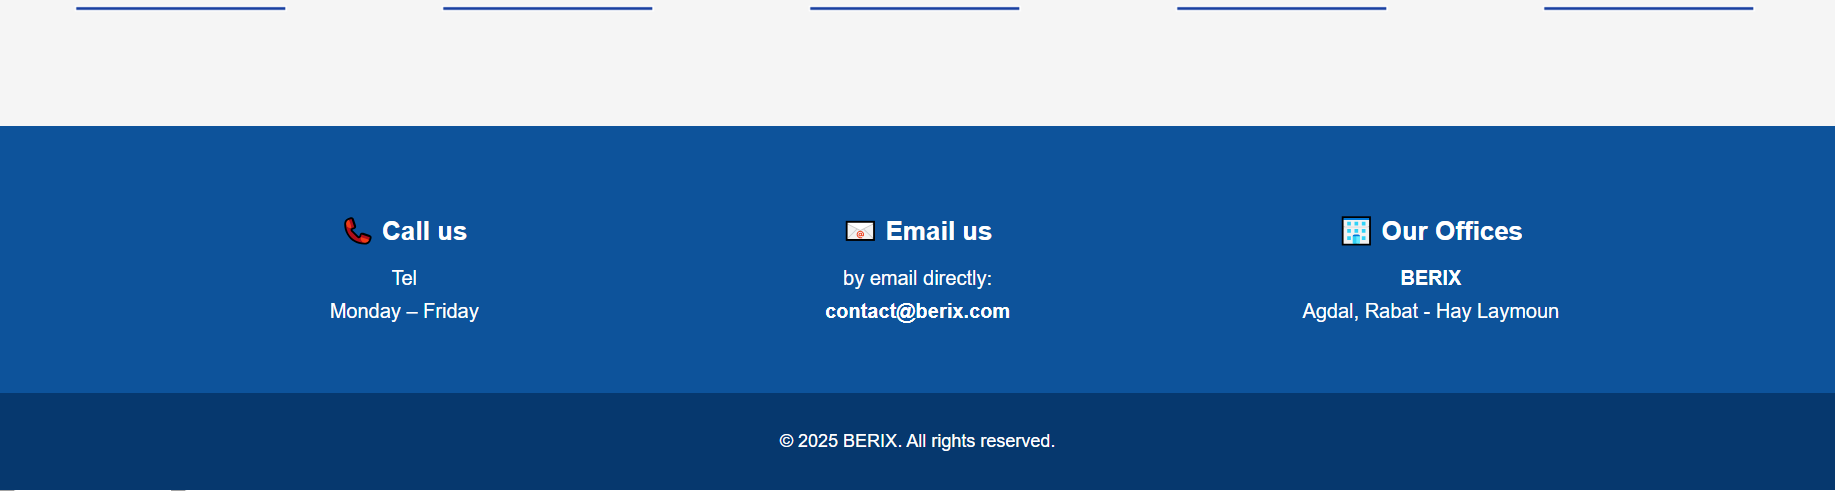 Call us
Tel
Monday – Friday
Email us
by email directly:
contact@berix.com
Our Offices
BERIX
Agdal, Rabat - Hay Laymoun
© 2025 BERIX. All rights reserved.